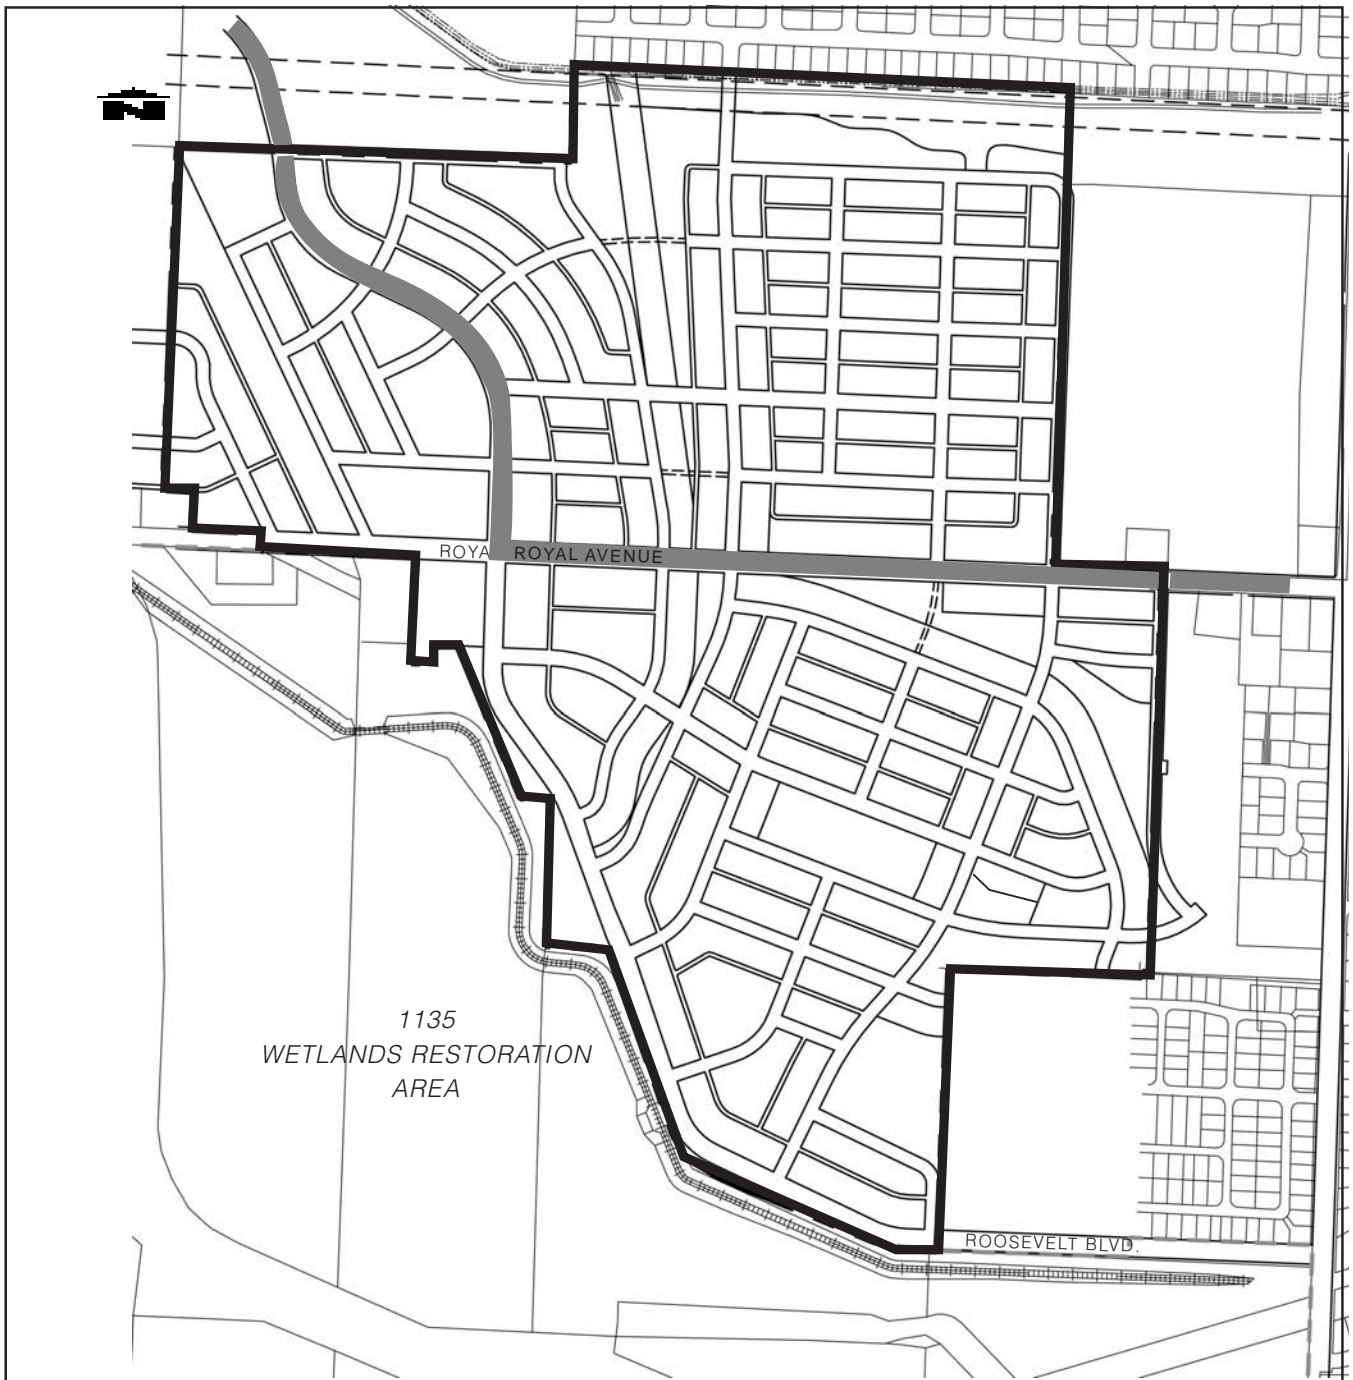 N
ROYA
ROYAL AVENUE
1135
WETLANDS RESTORATION
AREA
ROOSEVELT BLVD.